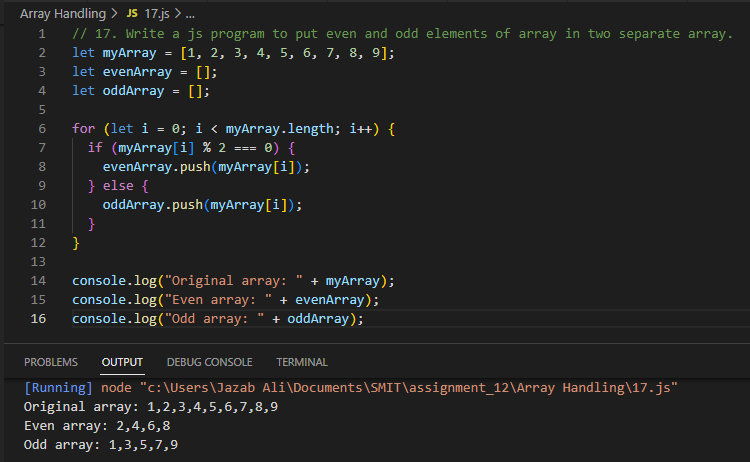 Array Handling > JS 17.js > ...
1 // 17. Write a js program to put even and odd elements of array in two separate array.
2 let myArray = [1, 2, 3, 4, 5, 6, 7, 8, 9];
3 let evenArray = [];
4 let oddArray = [];
5
6 for (let i = 0; i < myArray.length; i++) {
7   if (myArray[i] % 2 === 0) {
8     evenArray.push(myArray[i]);
9   } else {
10     oddArray.push(myArray[i]);
11   }
12 }
13
14 console.log("Original array: " + myArray);
15 console.log("Even array: " + evenArray);
16 console.log("Odd array: " + oddArray);
PROBLEMS OUTPUT DEBUG CONSOLE TERMINAL
[Running] node "c:\Users\Jazab Ali\Documents\SMIT\assignment_12\Array Handling\17.js"
Original array: 1,2,3,4,5,6,7,8,9
Even array: 2,4,6,8
Odd array: 1,3,5,7,9